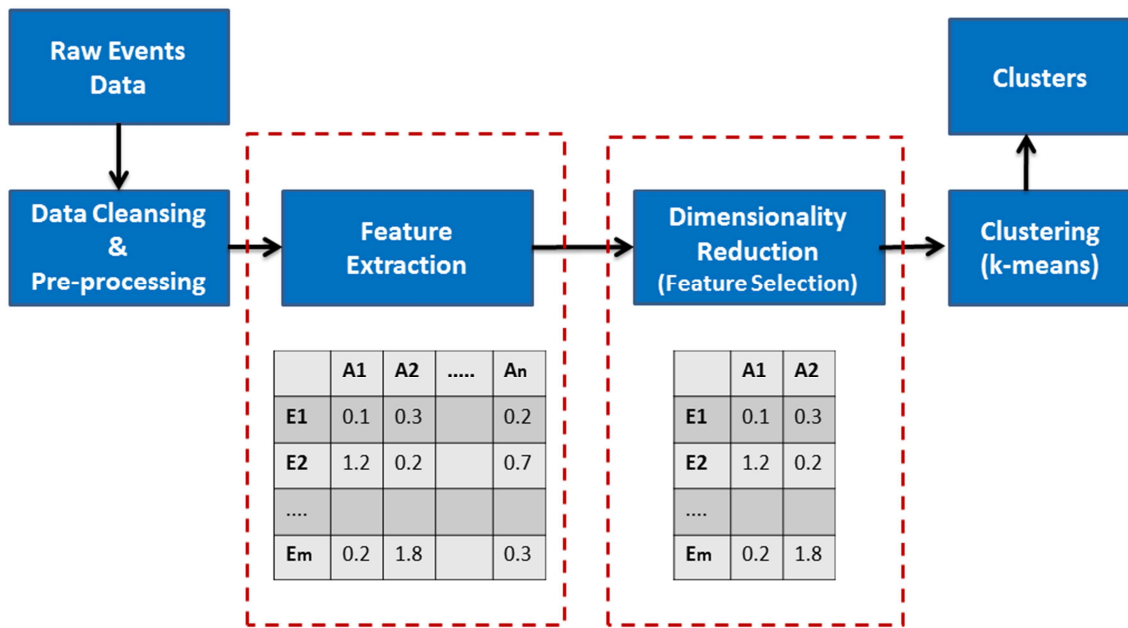 Raw Events
Data
Clusters
Data Cleansing
&
Pre-processing
Feature
Extraction
Dimensionality
Reduction
(Feature Selection)
Clustering
(k-means)
A1 A2 ..... An
E1 0.1 0.3 0.2
E2 1.2 0.2 0.7
....
Em 0.2 1.8 0.3
A1 A2
E1 0.1 0.3
E2 1.2 0.2
....
Em 0.2 1.8